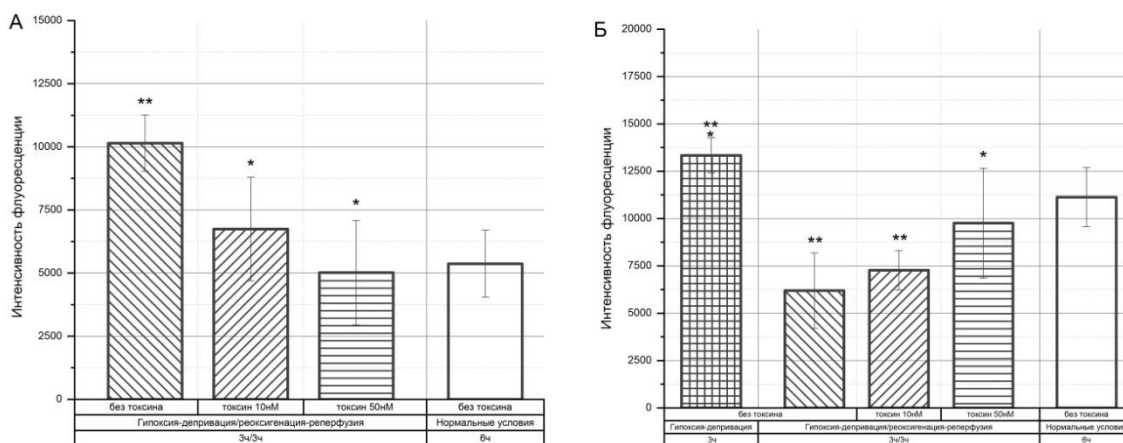 А
Интенсивность флуоресценции
15000
12500
10000
7500
5000
2500
0
**
*
*
без токсина токсин 10нМ токсин 50нМ без токсина
Гипоксия-депривация/реоксигенация-реперфузия Нормальные условия
3ч/3ч 6ч
Б
Интенсивность флуоресценции
20000
17500
15000
12500
10000
7500
5000
2500
0
**
*
**
**
*
без токсина токсин 10нМ токсин 50нМ без токсина
Гипоксия-депривация Гипоксия-депривация/реоксигенация-реперфузия Нормальные условия
3ч 3ч/3ч 6ч